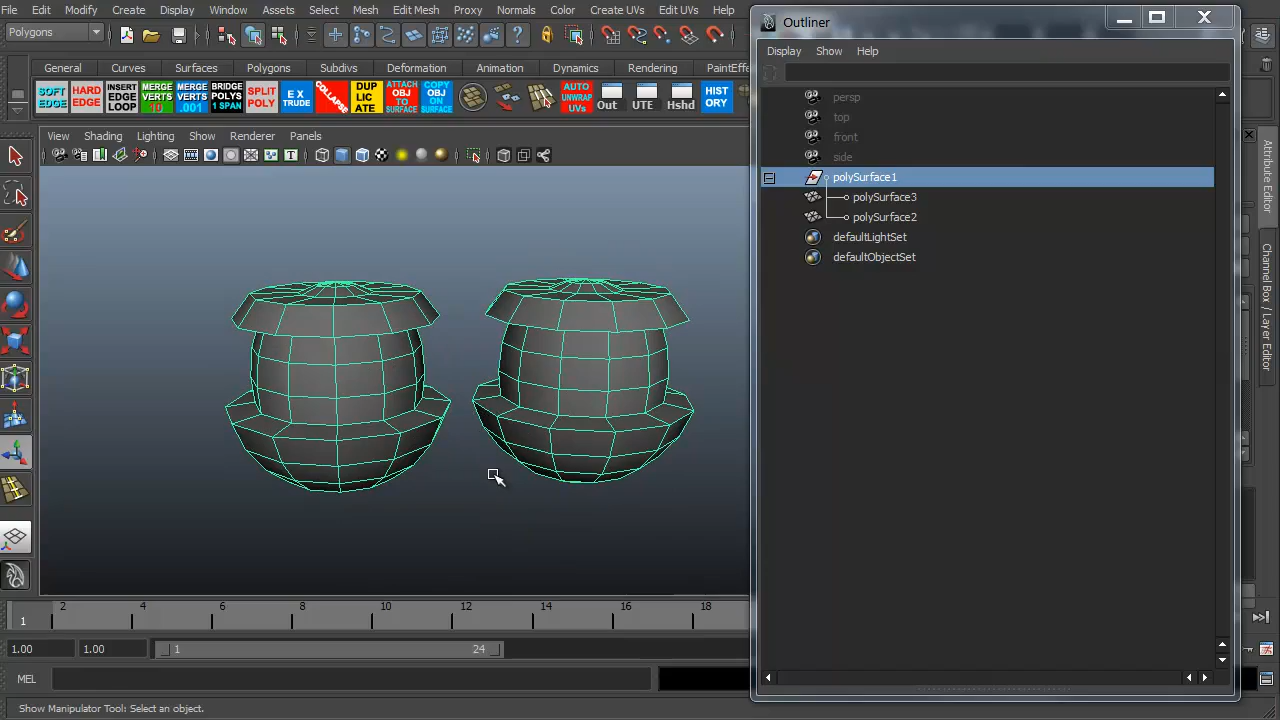 File Edit Modify Create Display Window Assets Select Mesh Edit Mesh Proxy Normals Color Create UVs Edit UVs
Outliner
Polygons
Display Show Help
General Curves Surfaces Polygons Subdivs Deformation Animation Dynamics Rendering PaintEffe
SOFT EDGE
HARD EDGE
INSERT EDGE LOOP
MERGE VERTS 10
MERGE VERTS .001
BRIDGE POLYS 1 SPAN
SPLIT POLY
EX TRUDE
COLLAPSE
DUP LIC ATE
ATTACH OBJ TO SURFACE
COPY OBJ ON SURFACE
AUTO UNWRAP UVs
Out
UTE
Hshd
HIST ORY
View Shading Lighting Show Renderer Panels
persp
top
front
side
polySurface1
polySurface3
polySurface2
defaultLightSet
defaultObjectSet
Attribute Editor
Channel Box / Layer Editor
1 2 4 6 8 10 12 14 16 18
1.00 1.00 1 24
MEL
Show Manipulator Tool: Select an object.